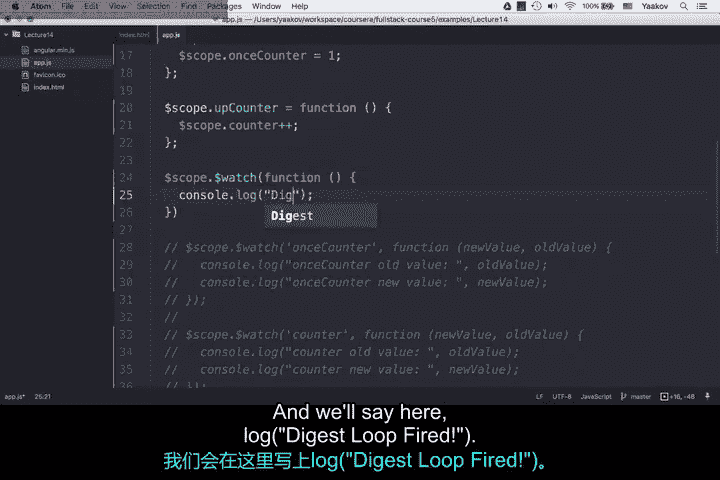 Atom File Edit View Selection Find Packages Window Help 100% Yaakov
app.js — /Users/yaakov/workspace/coursera/fullstack-course5/examples/Lecture14
Lecture14
angular.min.js
app.js
favicon.ico
index.html
index.html app.js
17 $scope.onceCounter = 1;
18 };
19
20 $scope.upCounter = function () {
21 $scope.counter++;
22 };
23
24 $scope.$watch(function () {
25 console.log("Dig");
26 })
Digest
27
28 // $scope.$watch('onceCounter', function (newValue, oldValue) {
29 // console.log("onceCounter old value: ", oldValue);
30 // console.log("onceCounter new value: ", newValue);
31 // });
32 //
33 // $scope.$watch('counter', function (newValue, oldValue) {
34 // console.log("counter old value: ", oldValue);
35 // console.log("counter new value: ", newValue);
36 // });
app.js* 25:21 LF UTF-8 JavaScript master +16, -48
And we'll say here,
log("Digest Loop Fired!").
我们会在这里写上log("Digest Loop Fired!")。